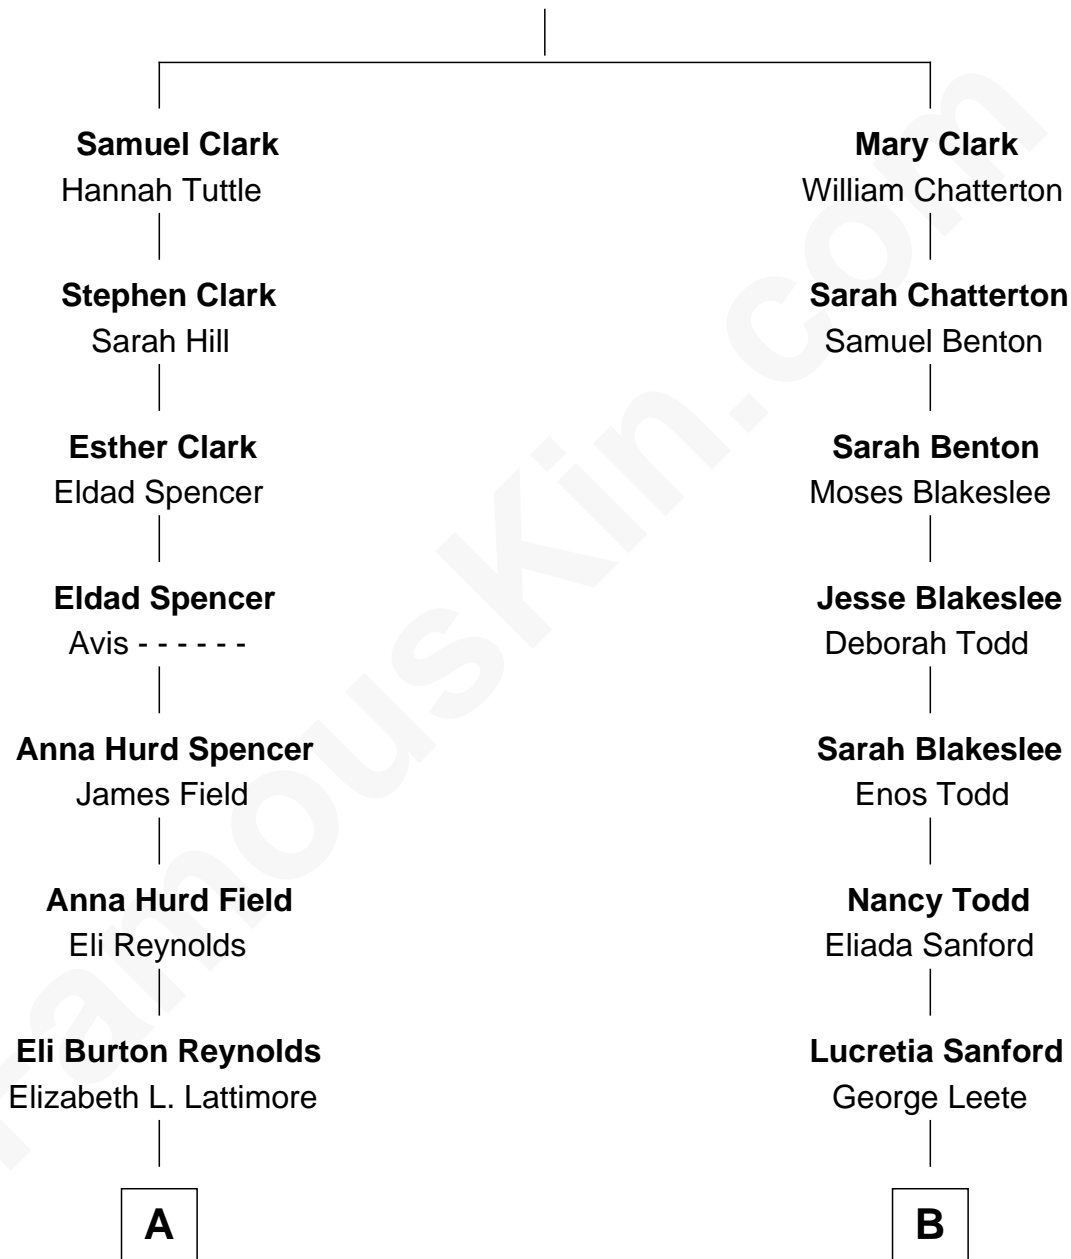 Samuel Clark
Hannah Tuttle
Mary Clark
William Chatterton
Stephen Clark
Sarah Hill
Sarah Chatterton
Samuel Benton
Esther Clark
Eldad Spencer
Sarah Benton
Moses Blakeslee
Eldad Spencer
Avis - - - - - -
Jesse Blakeslee
Deborah Todd
Anna Hurd Spencer
James Field
Sarah Blakeslee
Enos Todd
Anna Hurd Field
Eli Reynolds
Nancy Todd
Eliada Sanford
Eli Burton Reynolds
Elizabeth L. Lattimore
Lucretia Sanford
George Leete
A
B
FamousKin.com